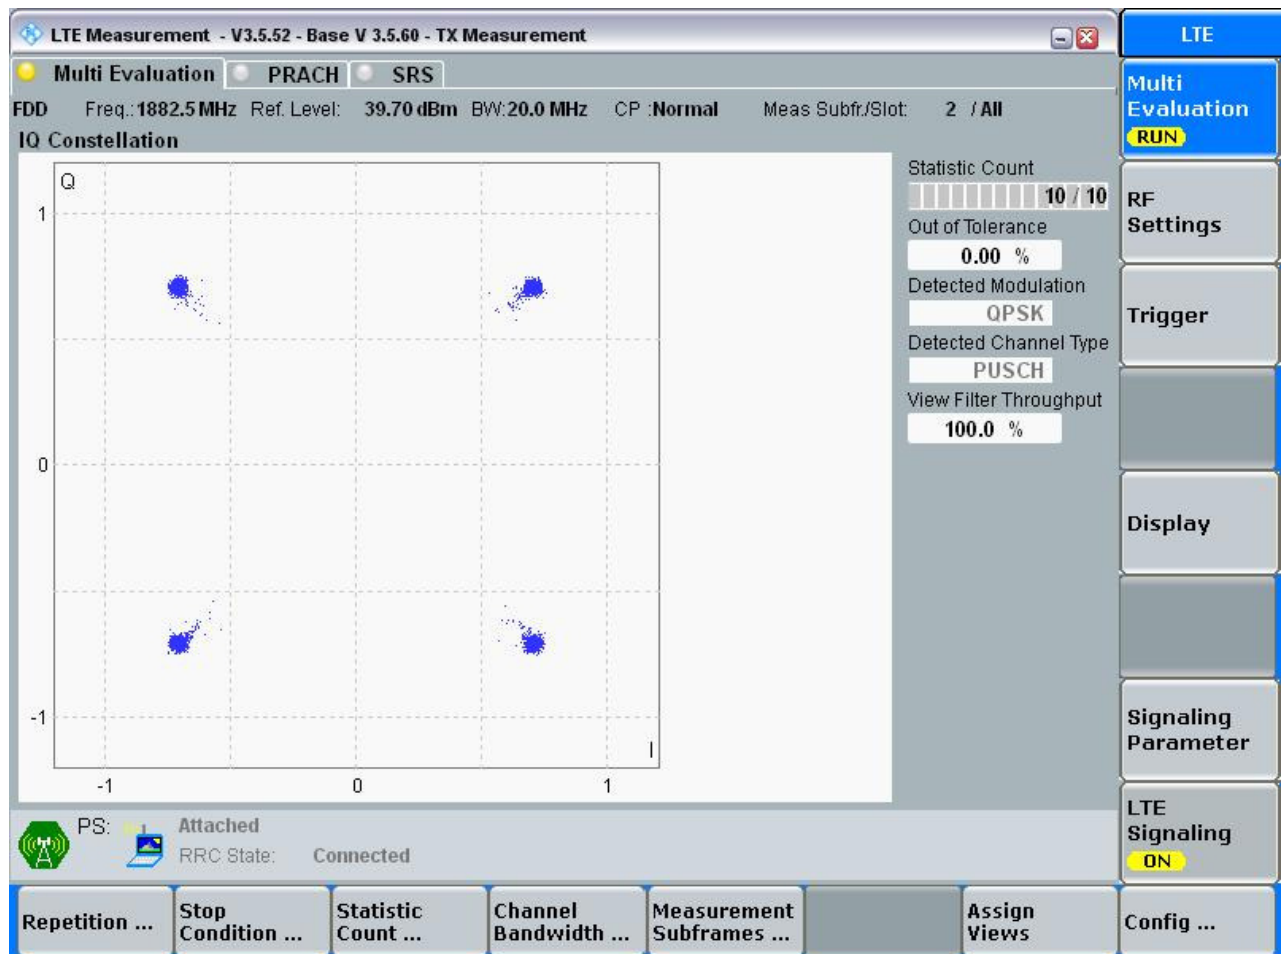 LTE Measurement - V3.5.52 - Base V 3.5.60 - TX Measurement
LTE
Multi Evaluation PRACH SRS
FDD Freq.: 1882.5 MHz Ref. Level: 39.70 dBm BW: 20.0 MHz CP : Normal Meas Subfr./Slot: 2 / All
IQ Constellation
Q
1
0
-1
I
-1 0 1
Statistic Count
10 / 10
Out of Tolerance
0.00 %
Detected Modulation
QPSK
Detected Channel Type
PUSCH
View Filter Throughput
100.0 %
Multi
Evaluation
RUN
RF
Settings
Trigger
Display
Signaling
Parameter
LTE
Signaling
ON
PS: Attached
RRC State: Connected
Repetition ...
Stop
Condition ...
Statistic
Count ...
Channel
Bandwidth ...
Measurement
Subframes ...
Assign
Views
Config ...